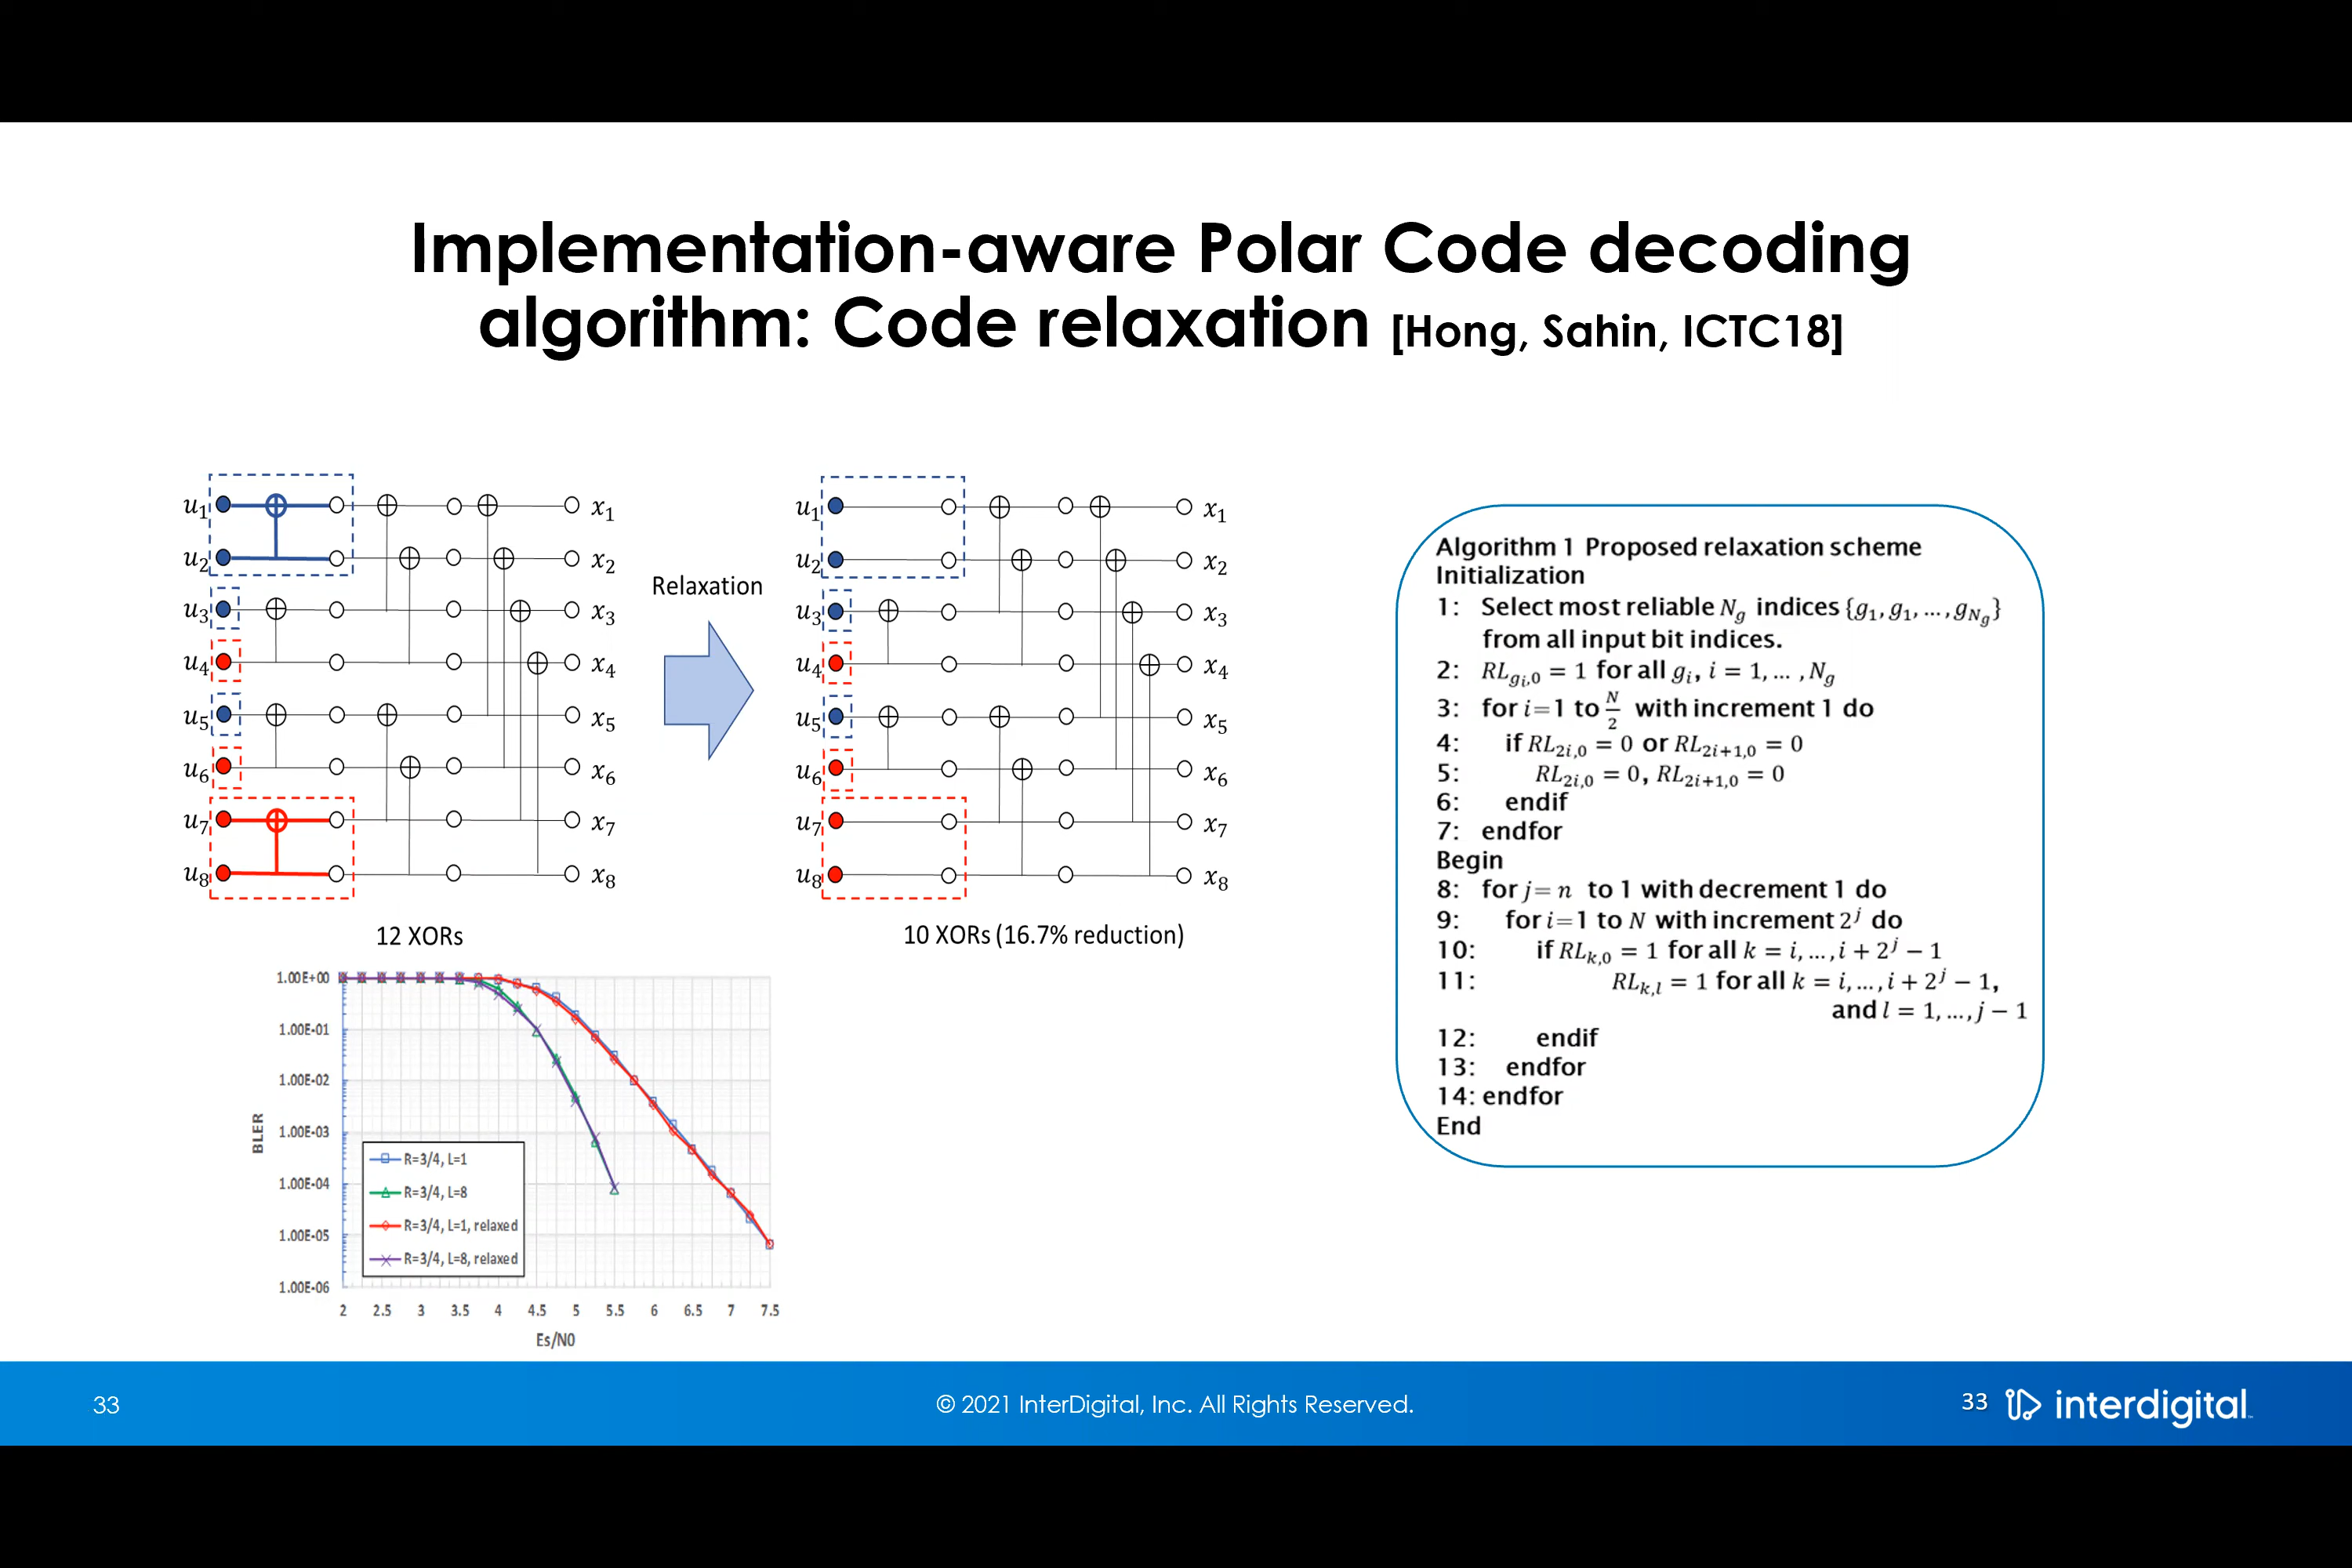 Implementation-aware Polar Code decoding
algorithm: Code relaxation [Hong, Sahin, ICTC18]
u₁ x₁
u₂ x₂
u₃ x₃
u₄ x₄
u₅ x₅
u₆ x₆
u₇ x₇
u₈ x₈
12 XORs
Relaxation
u₁ x₁
u₂ x₂
u₃ x₃
u₄ x₄
u₅ x₅
u₆ x₆
u₇ x₇
u₈ x₈
10 XORs (16.7% reduction)
Algorithm 1 Proposed relaxation scheme
Initialization
1: Select most reliable N_g indices {g₁, g₁, ..., g_{N_g}}
from all input bit indices.
2: RL_{g_i,0} = 1 for all g_i, i = 1, ... , N_g
3: for i=1 to N/2 with increment 1 do
4: if RL_{2i,0} = 0 or RL_{2i+1,0} = 0
5: RL_{2i,0} = 0, RL_{2i+1,0} = 0
6: endif
7: endfor
Begin
8: for j= n to 1 with decrement 1 do
9: for i=1 to N with increment 2^j do
10: if RL_{k,0} = 1 for all k = i, ..., i + 2^j − 1
11: RL_{k,l} = 1 for all k = i, ..., i + 2^j − 1,
and l = 1, ..., j − 1
12: endif
13: endfor
14: endfor
End
1.00E+00
1.00E-01
1.00E-02
1.00E-03
1.00E-04
1.00E-05
1.00E-06
BLER
R=3/4, L=1
R=3/4, L=8
R=3/4, L=1, relaxed
R=3/4, L=8, relaxed
2 2.5 3 3.5 4 4.5 5 5.5 6 6.5 7 7.5
Es/N0
33 © 2021 InterDigital, Inc. All Rights Reserved. 33 interdigital